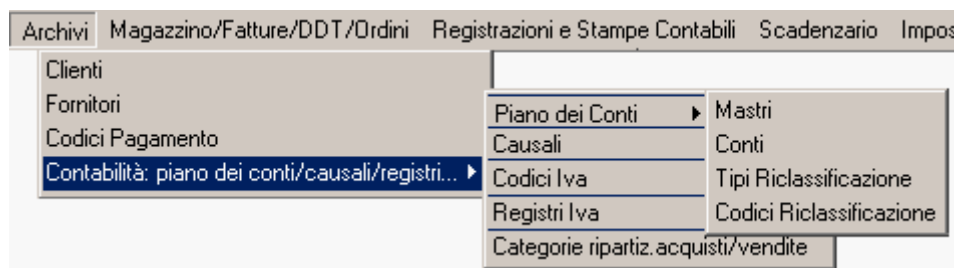 Archivi Magazzino/Fatture/DDT/Ordini Registrazioni e Stampe Contabili Scadenzario Impos
Clienti
Fornitori
Codici Pagamento
Contabilità: piano dei conti/causali/registri...
Piano dei Conti
Causali
Codici Iva
Registri Iva
Categorie ripartiz.acquisti/vendite
Mastri
Conti
Tipi Riclassificazione
Codici Riclassificazione